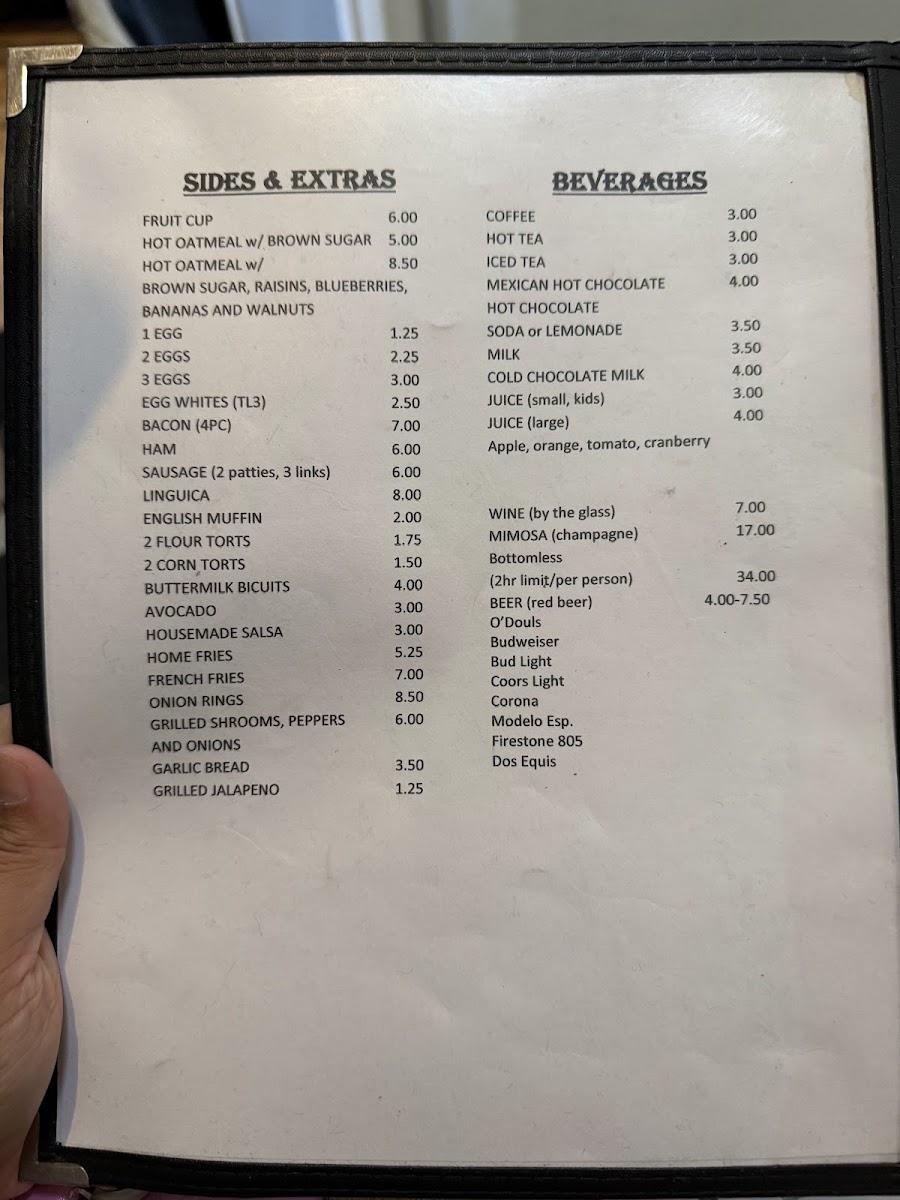 SIDES & EXTRAS
FRUIT CUP 6.00
HOT OATMEAL w/ BROWN SUGAR 5.00
HOT OATMEAL w/ 8.50
BROWN SUGAR, RAISINS, BLUEBERRIES,
BANANAS AND WALNUTS
1 EGG 1.25
2 EGGS 2.25
3 EGGS 3.00
EGG WHITES (TL3) 2.50
BACON (4PC) 7.00
HAM 6.00
SAUSAGE (2 patties, 3 links) 6.00
LINGUICA 8.00
ENGLISH MUFFIN 2.00
2 FLOUR TORTS 1.75
2 CORN TORTS 1.50
BUTTERMILK BICUITS 4.00
AVOCADO 3.00
HOUSEMADE SALSA 3.00
HOME FRIES 5.25
FRENCH FRIES 7.00
ONION RINGS 8.50
GRILLED SHROOMS, PEPPERS 6.00
AND ONIONS
GARLIC BREAD 3.50
GRILLED JALAPENO 1.25
BEVERAGES
COFFEE 3.00
HOT TEA 3.00
ICED TEA 3.00
MEXICAN HOT CHOCOLATE 4.00
HOT CHOCOLATE
SODA or LEMONADE 3.50
MILK 3.50
COLD CHOCOLATE MILK 4.00
JUICE (small, kids) 3.00
JUICE (large) 4.00
Apple, orange, tomato, cranberry
WINE (by the glass) 7.00
MIMOSA (champagne) 17.00
Bottomless
(2hr limit/per person) 34.00
BEER (red beer) 4.00-7.50
O'Douls
Budweiser
Bud Light
Coors Light
Corona
Modelo Esp.
Firestone 805
Dos Equis